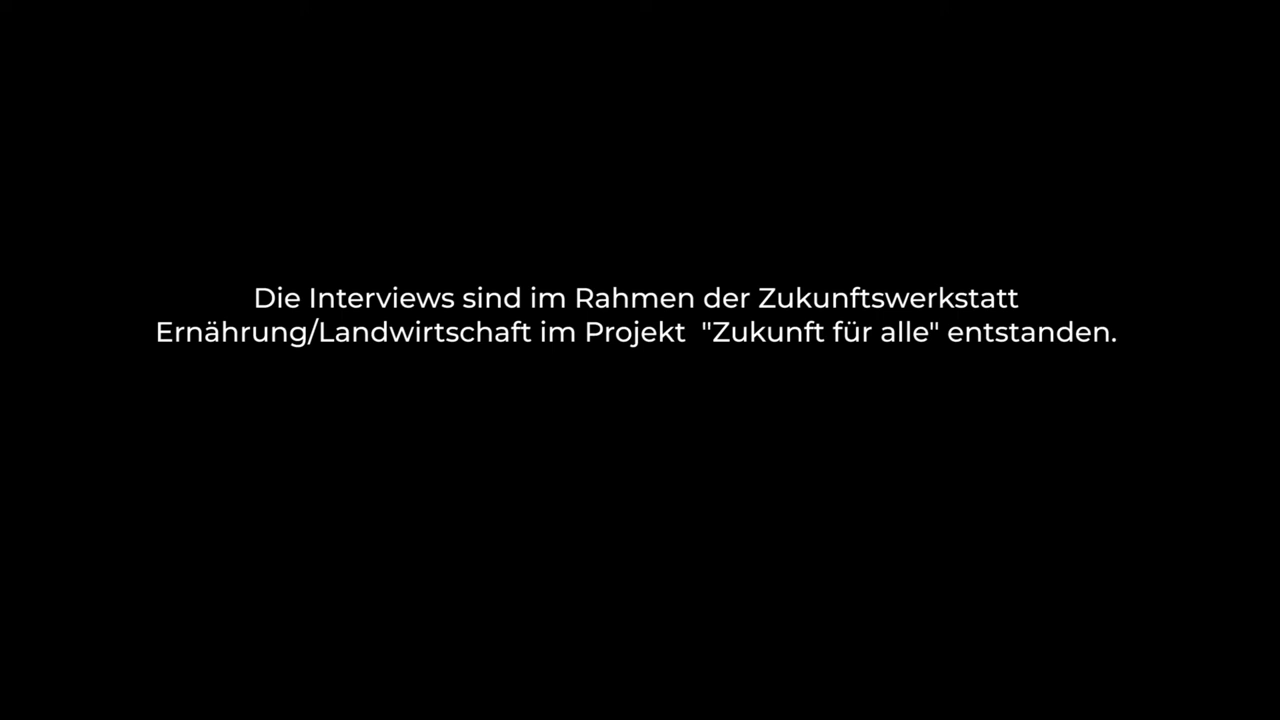 Die Interviews sind im Rahmen der Zukunftswerkstatt
Ernährung/Landwirtschaft im Projekt "Zukunft für alle" entstanden.